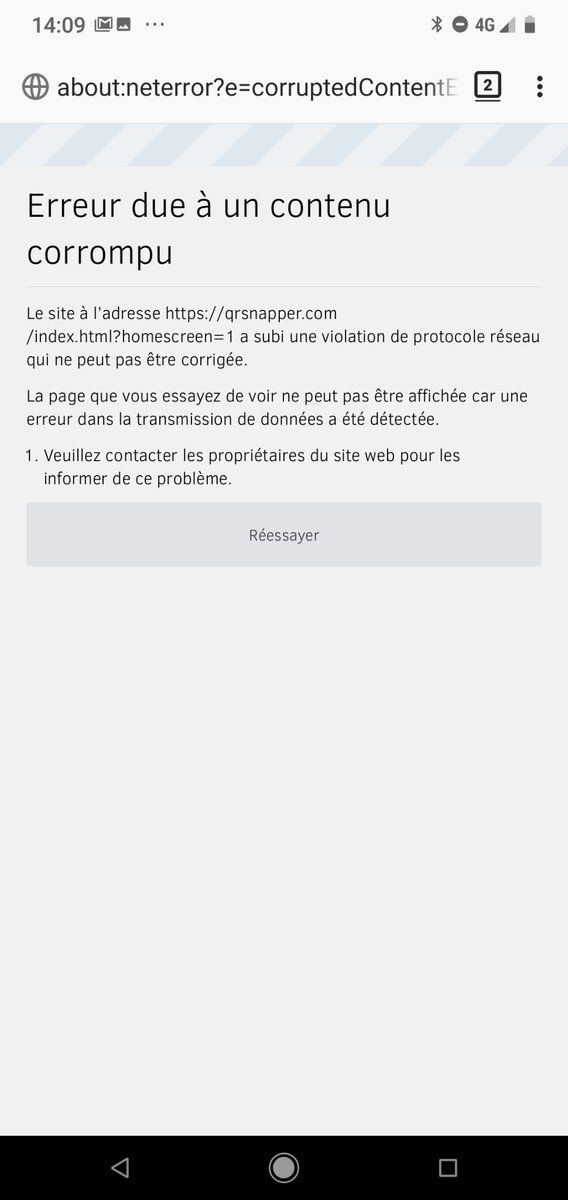 14:09 ··· 4G
about:neterror?e=corruptedContent 2
Erreur due à un contenu
corrompu
Le site à l’adresse https://qrsnapper.com
/index.html?homescreen=1 a subi une violation de protocole réseau
qui ne peut pas être corrigée.
La page que vous essayez de voir ne peut pas être affichée car une
erreur dans la transmission de données a été détectée.
1. Veuillez contacter les propriétaires du site web pour les
informer de ce problème.
Réessayer